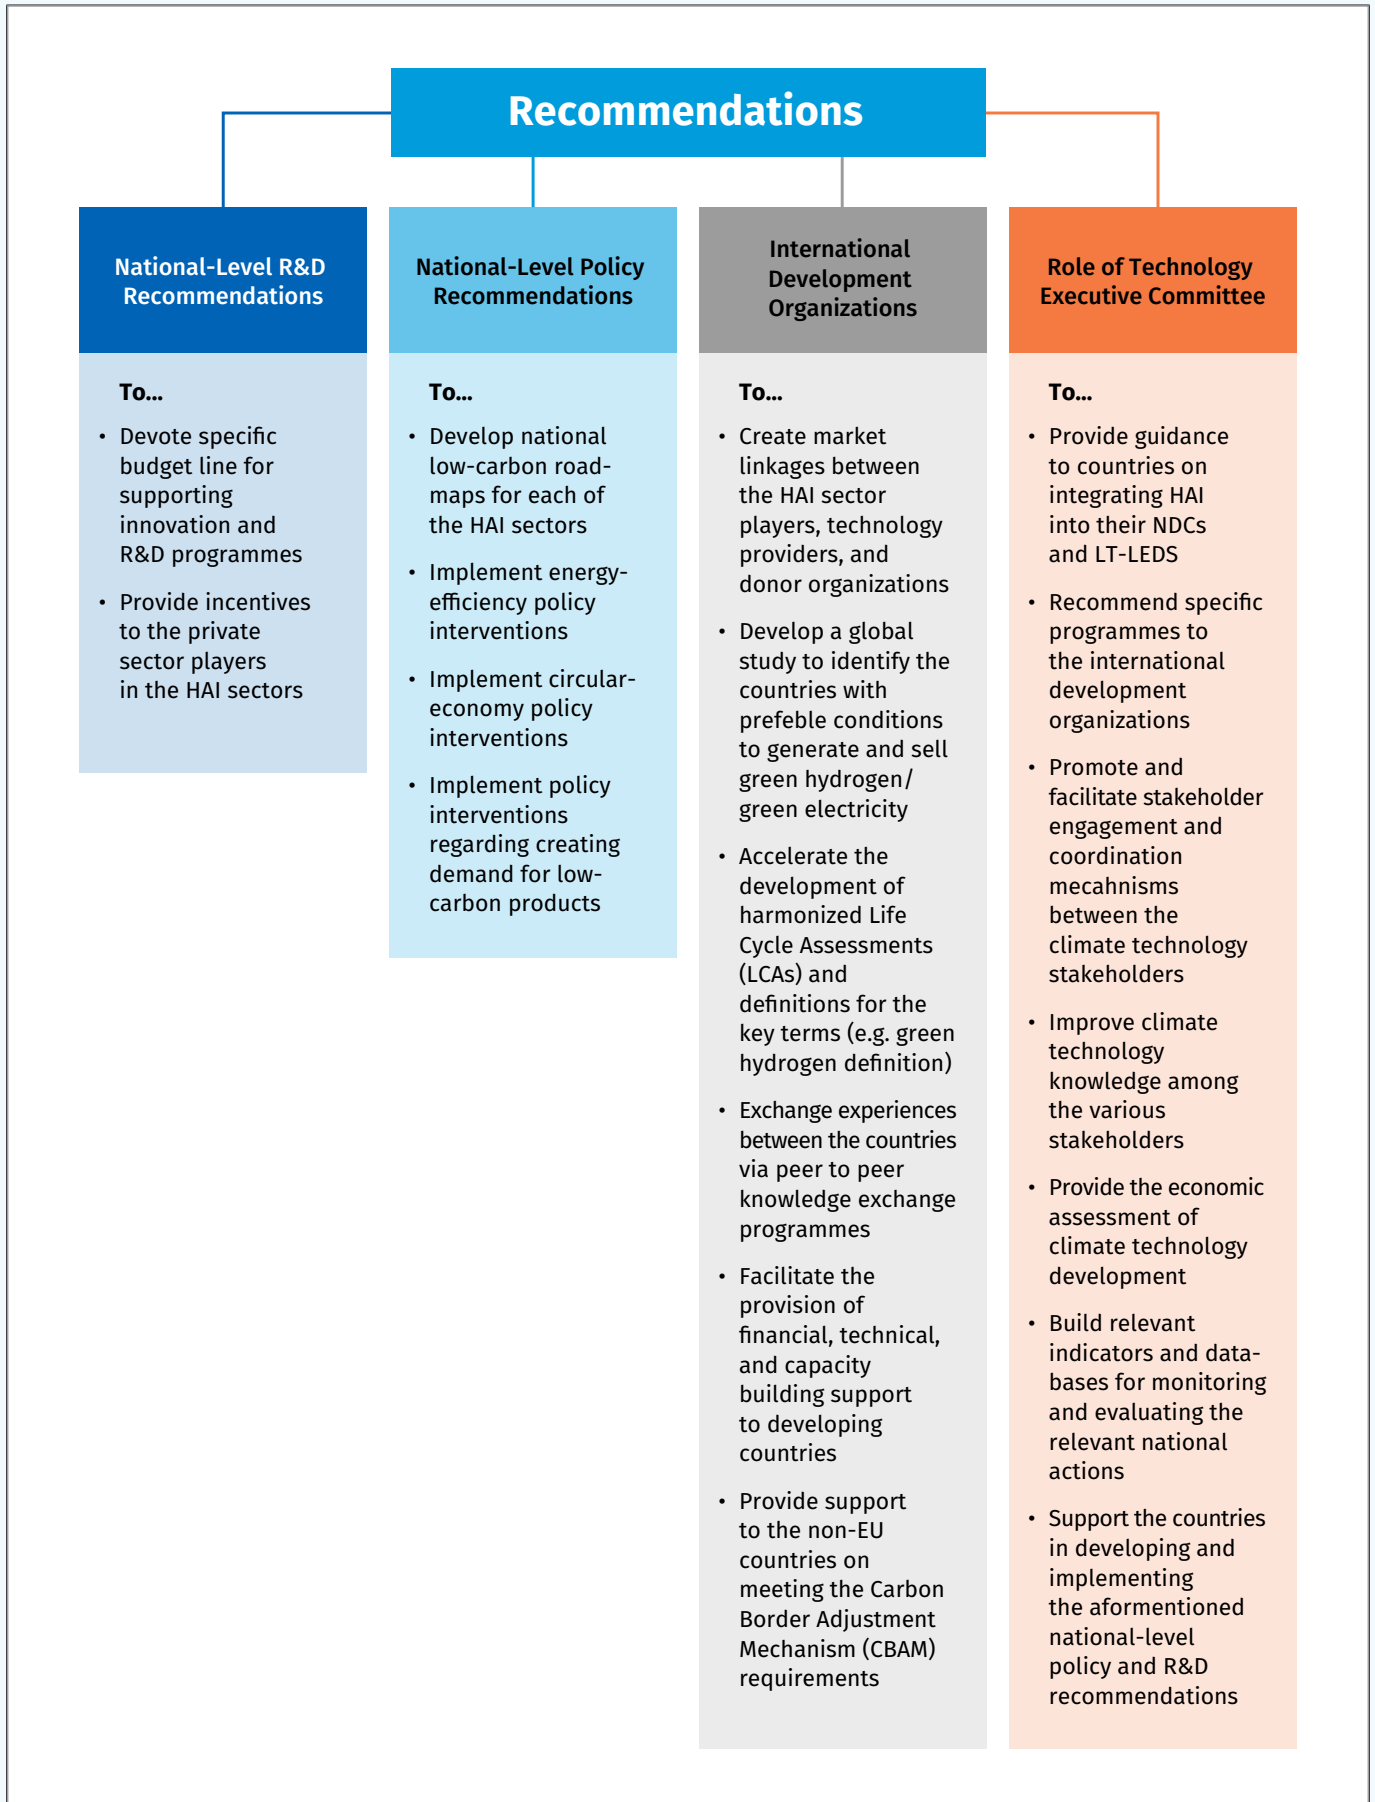 Recommendations
National-Level R&D
Recommendations
To...
• Devote specific
budget line for
supporting
innovation and
R&D programmes
• Provide incentives
to the private
sector players
in the HAI sectors
National-Level Policy
Recommendations
To...
• Develop national
low-carbon road-
maps for each of
the HAI sectors
• Implement energy-
efficiency policy
interventions
• Implement circular-
economy policy
interventions
• Implement policy
interventions
regarding creating
demand for low-
carbon products
International
Development
Organizations
To...
• Create market
linkages between
the HAI sector
players, technology
providers, and
donor organizations
• Develop a global
study to identify the
countries with
prefeble conditions
to generate and sell
green hydrogen/
green electricity
• Accelerate the
development of
harmonized Life
Cycle Assessments
(LCAs) and
definitions for the
key terms (e.g. green
hydrogen definition)
• Exchange experiences
between the countries
via peer to peer
knowledge exchange
programmes
• Facilitate the
provision of
financial, technical,
and capacity
building support
to developing
countries
• Provide support
to the non-EU
countries on
meeting the Carbon
Border Adjustment
Mechanism (CBAM)
requirements
Role of Technology
Executive Committee
To...
• Provide guidance
to countries on
integrating HAI
into their NDCs
and LT-LEDS
• Recommend specific
programmes to
the international
development
organizations
• Promote and
facilitate stakeholder
engagement and
coordination
mecahnisms
between the
climate technology
stakeholders
• Improve climate
technology
knowledge among
the various
stakeholders
• Provide the economic
assessment of
climate technology
development
• Build relevant
indicators and data-
bases for monitoring
and evaluating the
relevant national
actions
• Support the countries
in developing and
implementing
the aformentioned
national-level
policy and R&D
recommendations